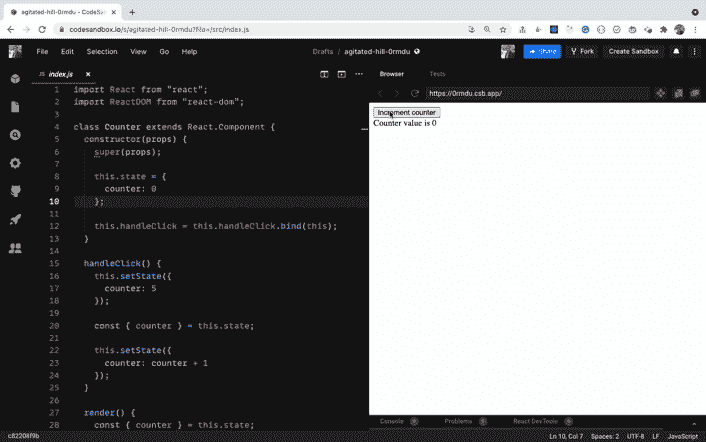 agitated-hill-0rmdu - CodeSa
codesandbox.io/s/agitated-hill-0rmdu?file=/src/index.js
File Edit Selection View Go Help
Drafts / agitated-hill-0rmdu
Share Fork Create Sandbox
JS index.js
Browser Tests
https://0rmdu.csb.app/
1 import React from "react";
2 import ReactDOM from "react-dom";
3
4 class Counter extends React.Component {
5 constructor(props) {
6 super(props);
7
8 this.state = {
9 counter: 0
10 };
11
12 this.handleClick = this.handleClick.bind(this);
13 }
14
15 handleClick() {
16 this.setState({
17 counter: 5
18 });
19
20 const { counter } = this.state;
21
22 this.setState({
23 counter: counter + 1
24 });
25 }
26
27 render() {
28 const { counter } = this.state;
Increment counter
Counter value is 0
Console 0 Problems 0 React DevTools 0
c82208f9b
Ln 10, Col 7 Spaces: 2 UTF-8 LF JavaScript